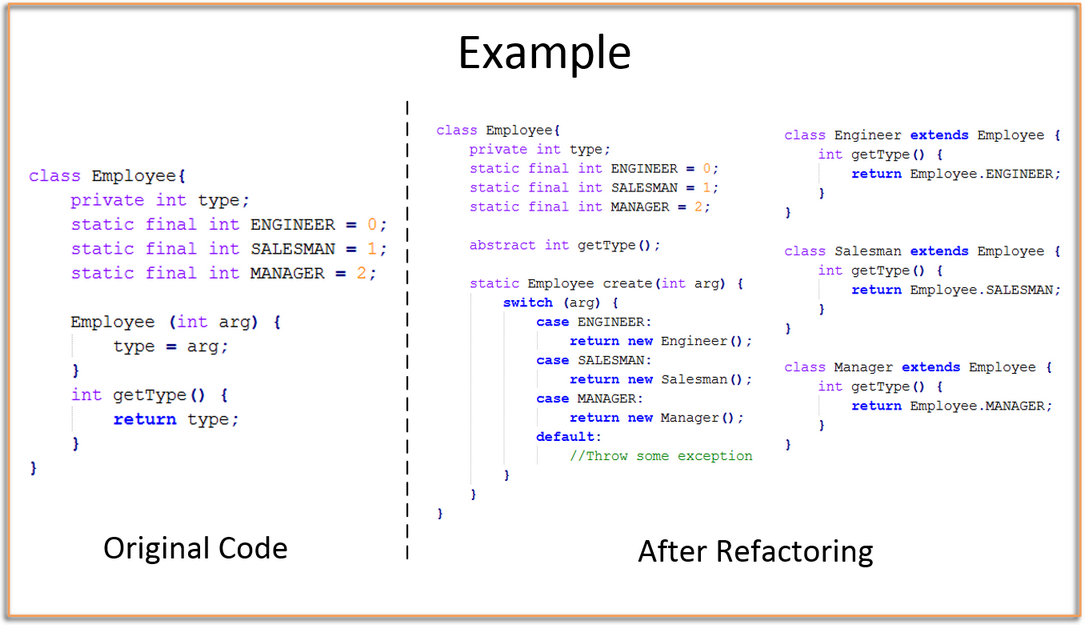 Example
class Employee{
private int type;
static final int ENGINEER = 0;
static final int SALESMAN = 1;
static final int MANAGER = 2;
Employee (int arg) {
type = arg;
}
int getType() {
return type;
}
}
Original Code
class Employee{
private int type;
static final int ENGINEER = 0;
static final int SALESMAN = 1;
static final int MANAGER = 2;
abstract int getType();
static Employee create(int arg) {
switch (arg) {
case ENGINEER:
return new Engineer();
case SALESMAN:
return new Salesman();
case MANAGER:
return new Manager();
default:
//Throw some exception
}
}
}
class Engineer extends Employee {
int getType() {
return Employee.ENGINEER;
}
}
class Salesman extends Employee {
int getType() {
return Employee.SALESMAN;
}
}
class Manager extends Employee {
int getType() {
return Employee.MANAGER;
}
}
After Refactoring